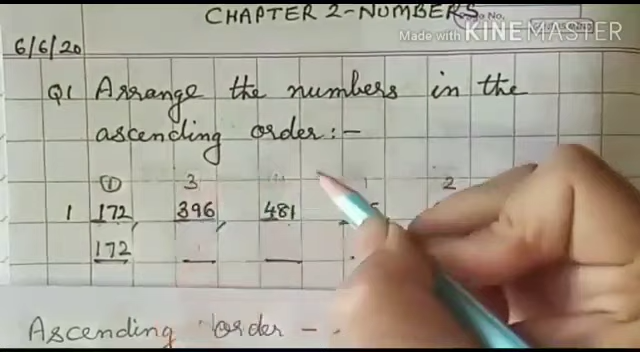 CHAPTER 2-NUMBERS
Made with KINEMASTER
6/6/20
Q1 Arrange the numbers in the
ascending order:-
① 3 2
1 172, 396, 481
172
Ascending order -